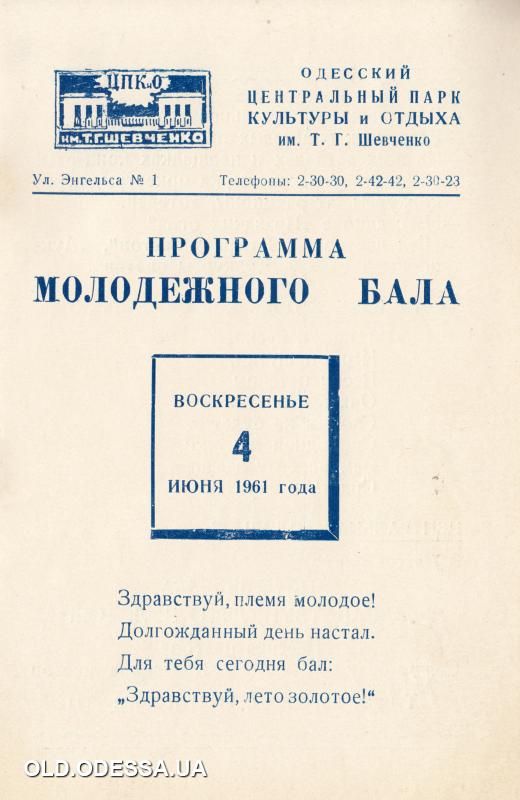 ЦПКиО
ИМ.Т.Г.ШЕВЧЕНКО
ОДЕССКИЙ
ЦЕНТРАЛЬНЫЙ ПАРК
КУЛЬТУРЫ и ОТДЫХА
им. Т. Г. Шевченко
Ул. Энгельса № 1
Телефоны: 2-30-30, 2-42-42, 2-30-23
ПРОГРАММА
МОЛОДЕЖНОГО БАЛА
ВОСКРЕСЕНЬЕ
4
ИЮНЯ 1961 года
Здравствуй, племя молодое!
Долгожданный день настал.
Для тебя сегодня бал:
„Здравствуй, лето золотое!“
OLD.ODESSA.UA